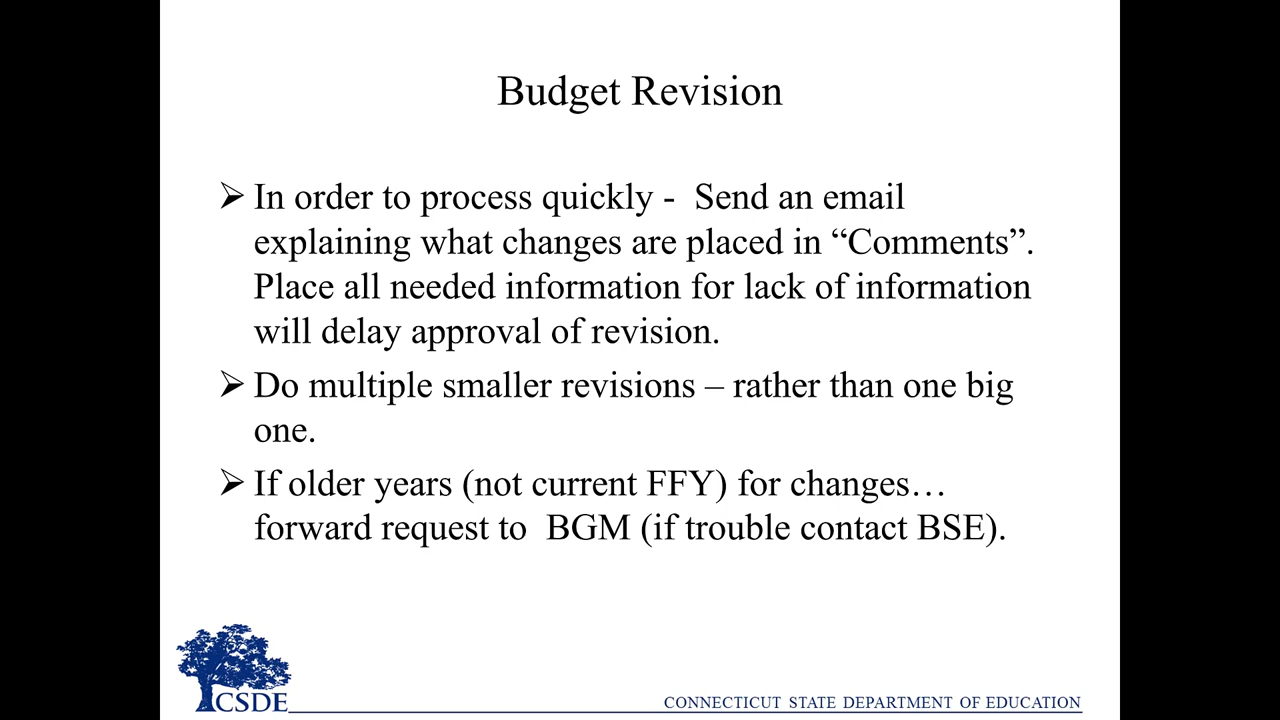 Budget Revision
➢ In order to process quickly -  Send an email
explaining what changes are placed in “Comments”.
Place all needed information for lack of information
will delay approval of revision.
➢ Do multiple smaller revisions – rather than one big
one.
➢ If older years (not current FFY) for changes…
forward request to  BGM (if trouble contact BSE).
CSDE
CONNECTICUT STATE DEPARTMENT OF EDUCATION